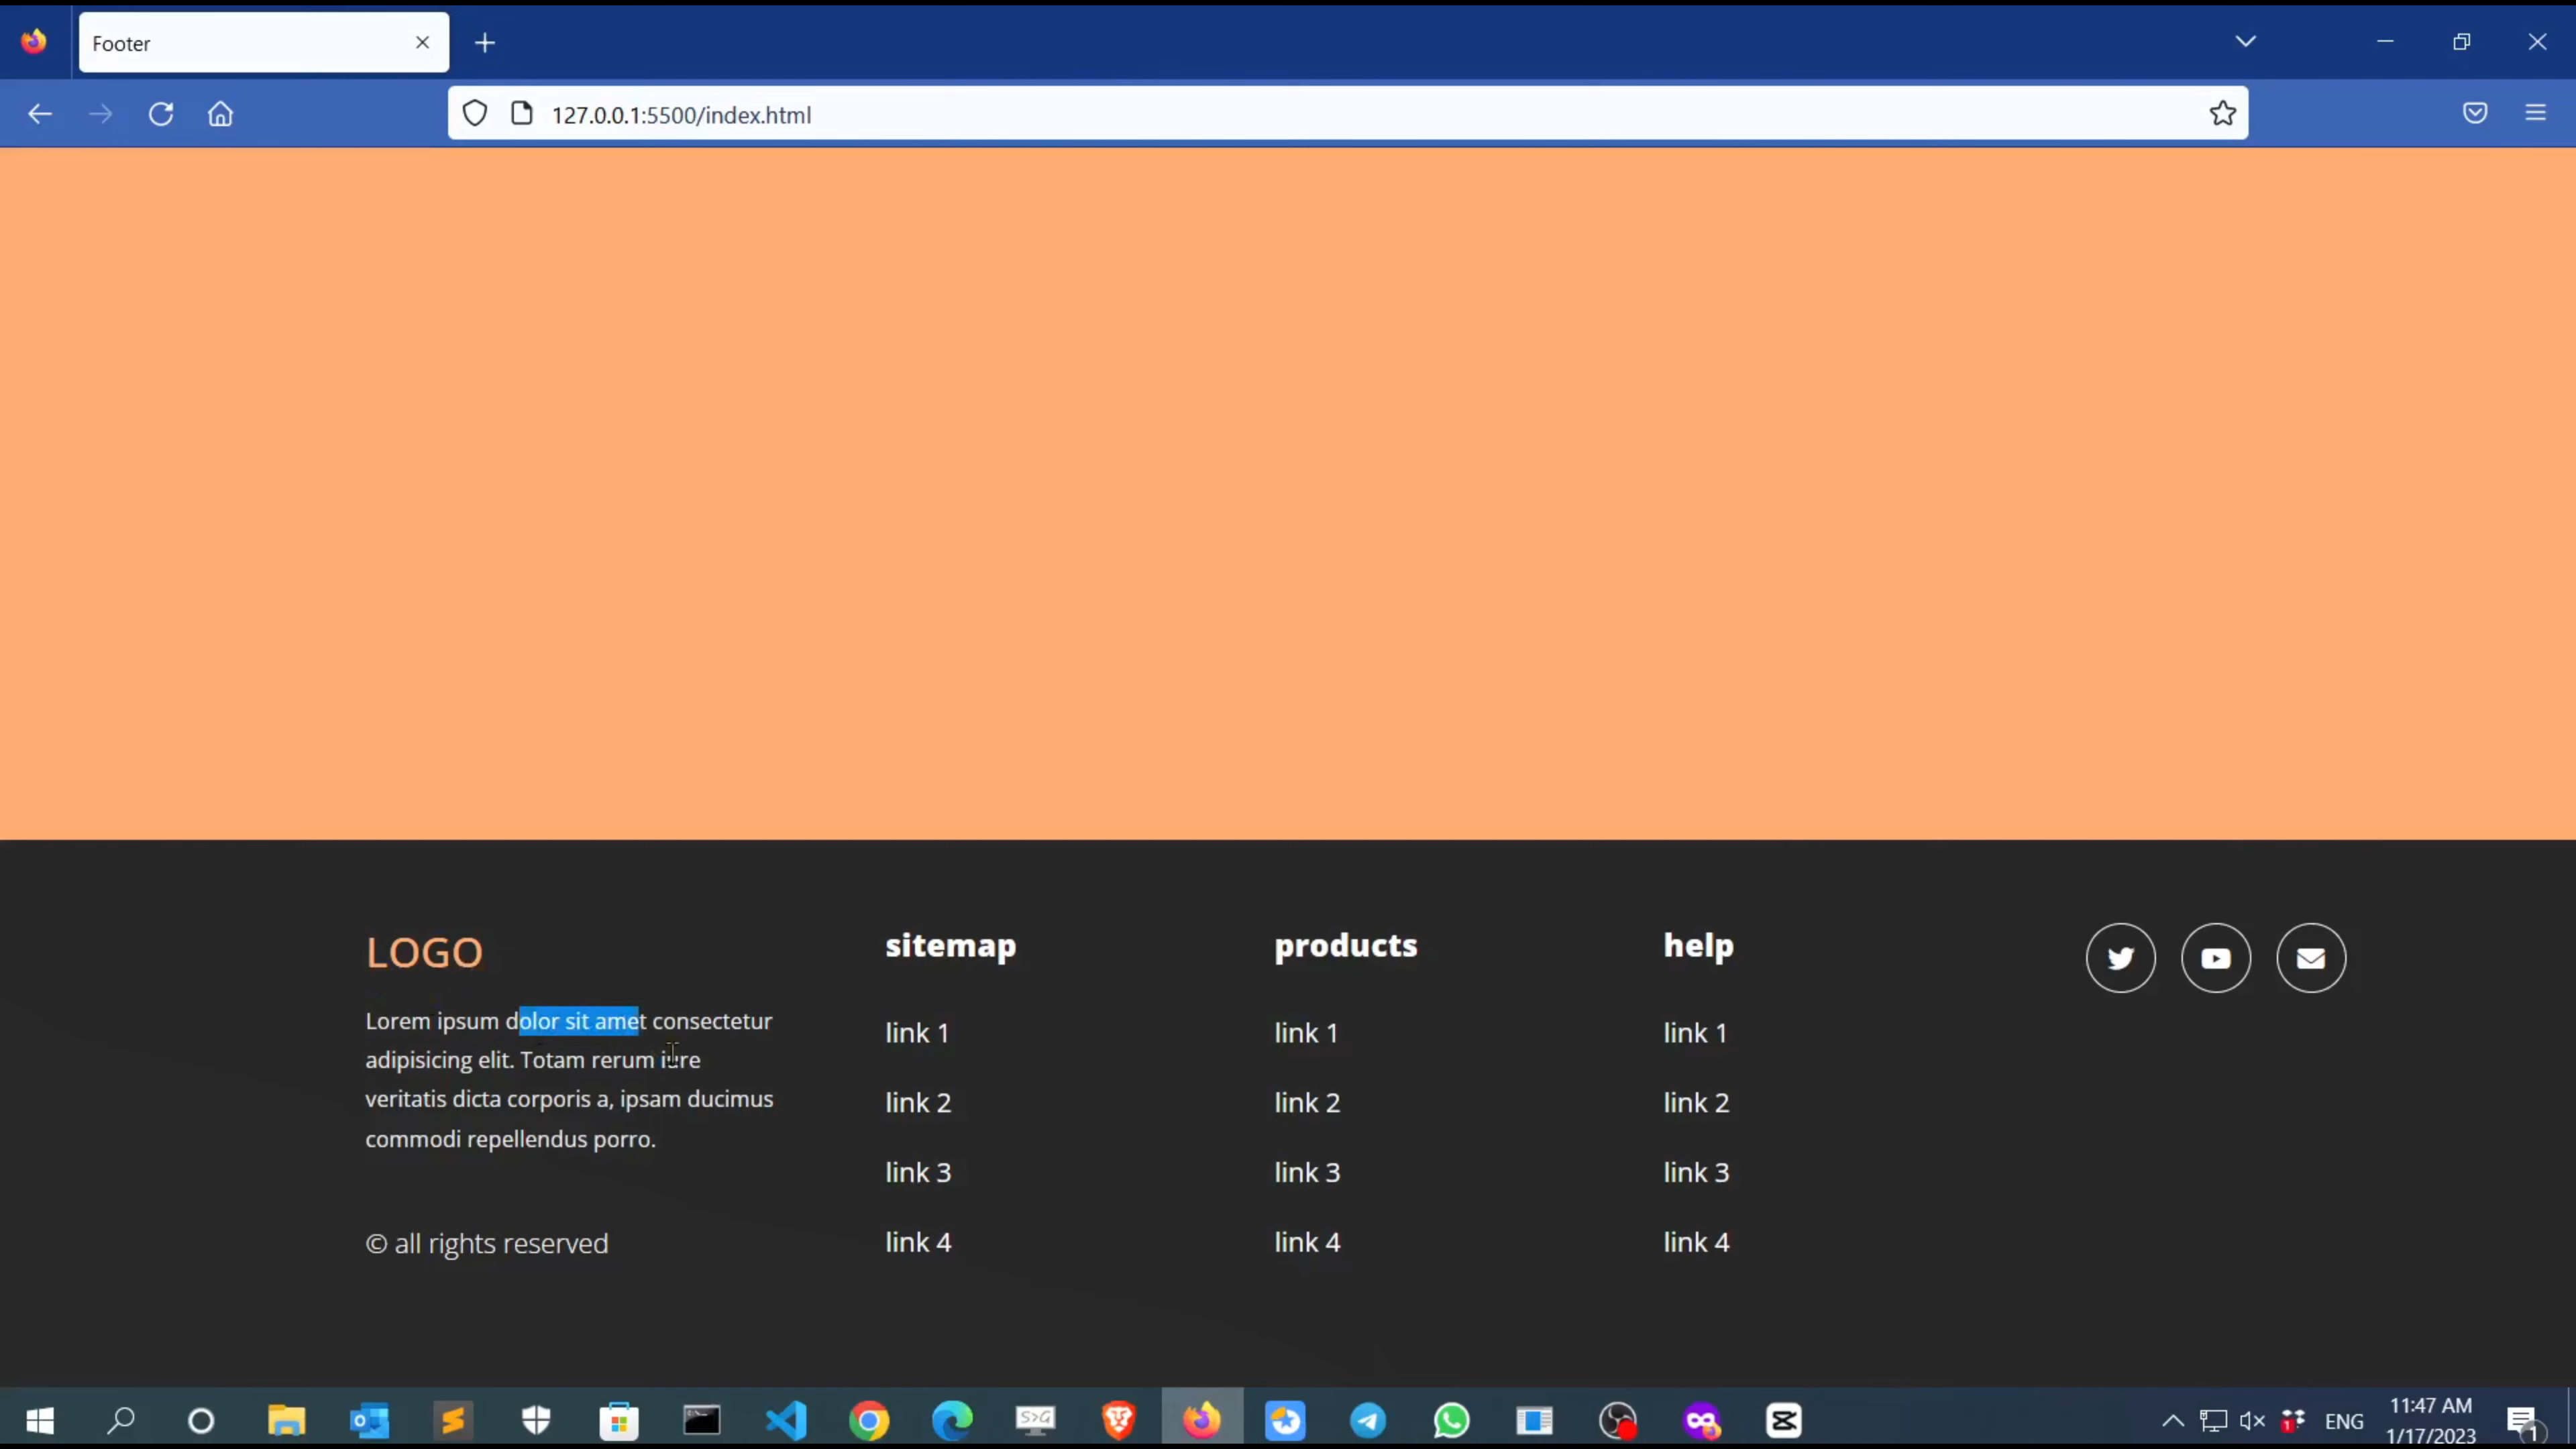 Footer
127.0.0.1:5500/index.html
LOGO
Lorem ipsum dolor sit amet consectetur
adipisicing elit. Totam rerum iure
veritatis dicta corporis a, ipsam ducimus
commodi repellendus porro.
© all rights reserved
sitemap
link 1
link 2
link 3
link 4
products
link 1
link 2
link 3
link 4
help
link 1
link 2
link 3
link 4
S>G
1
ENG
11:47 AM
1/17/2023
1